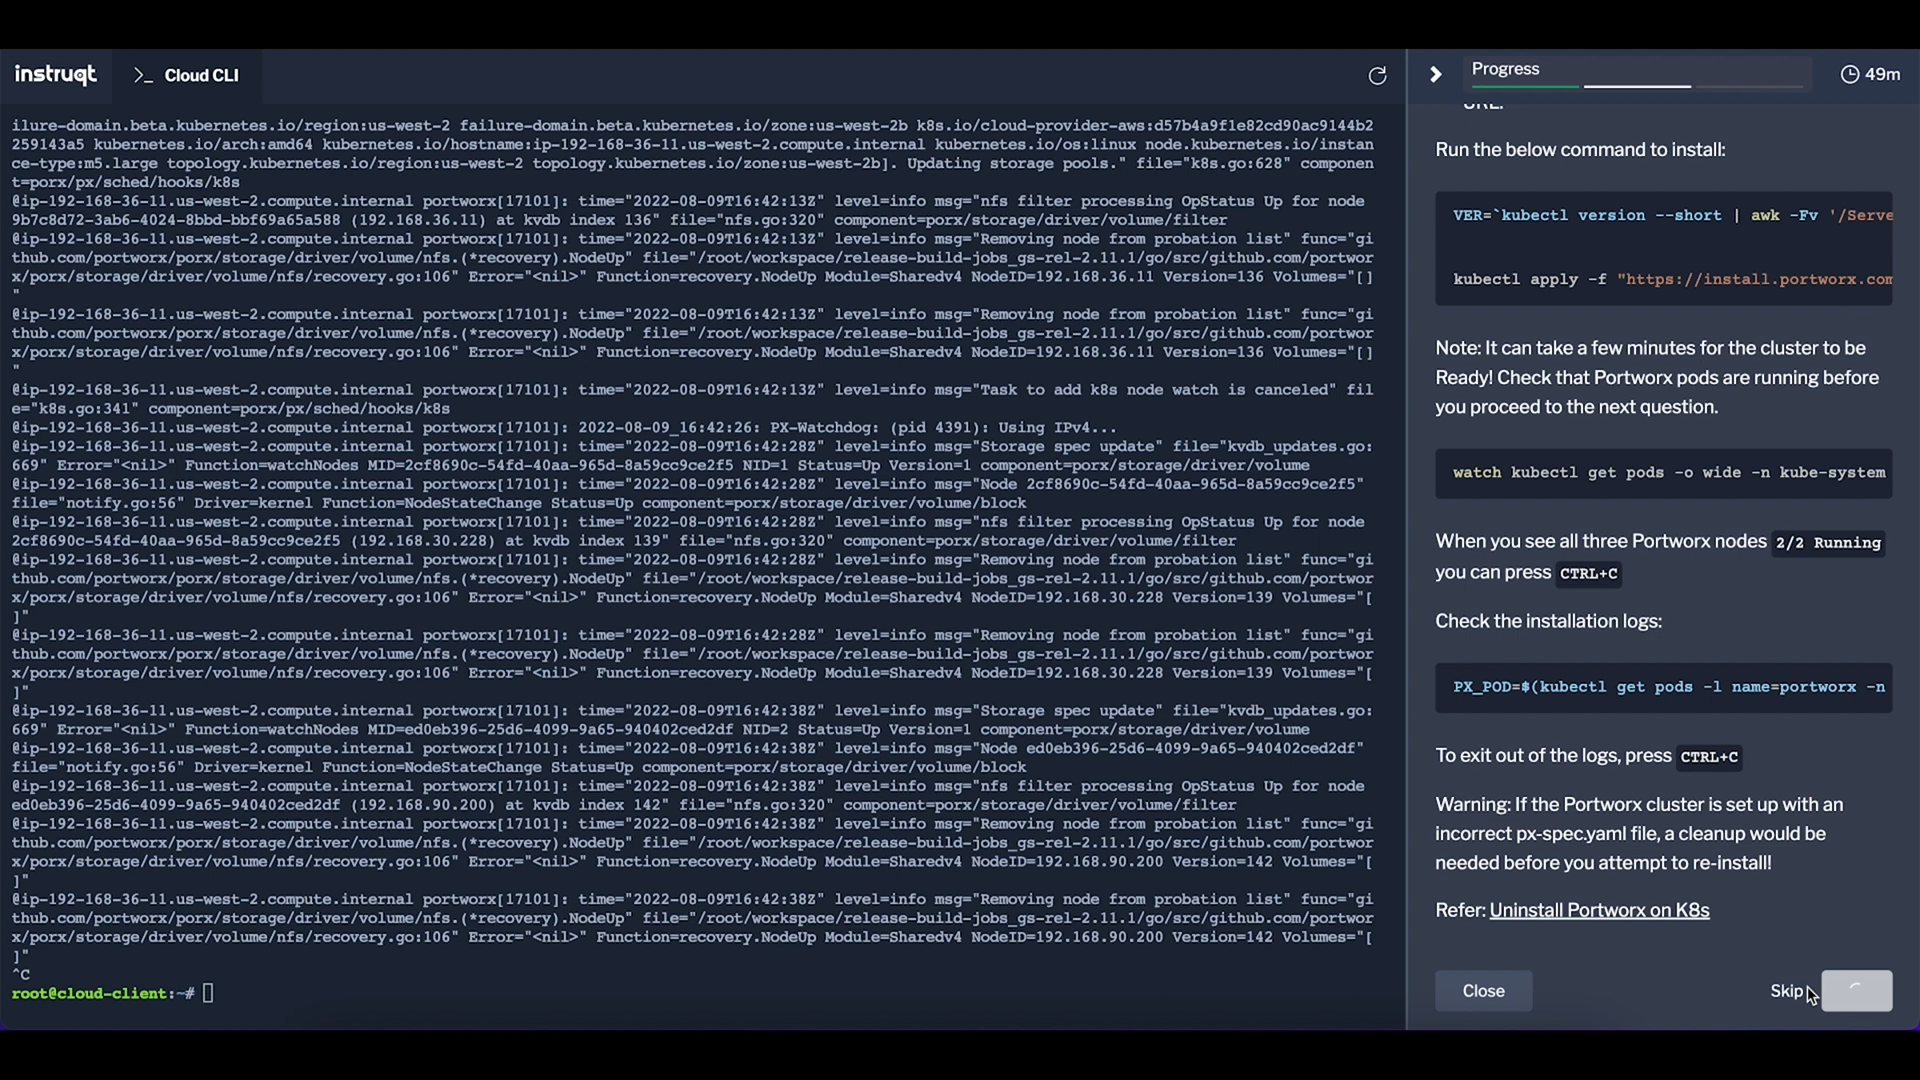 instruqt
>_ Cloud CLI
Progress
49m
ilure-domain.beta.kubernetes.io/region:us-west-2 failure-domain.beta.kubernetes.io/zone:us-west-2b k8s.io/cloud-provider-aws:d57b4a9f1e82cd90ac9144b2
259143a5 kubernetes.io/arch:amd64 kubernetes.io/hostname:ip-192-168-36-11.us-west-2.compute.internal kubernetes.io/os:linux node.kubernetes.io/instan
ce-type:m5.large topology.kubernetes.io/region:us-west-2 topology.kubernetes.io/zone:us-west-2b]. Updating storage pools." file="k8s.go:628" componen
t=porx/px/sched/hooks/k8s
@ip-192-168-36-11.us-west-2.compute.internal portworx[17101]: time="2022-08-09T16:42:13Z" level=info msg="nfs filter processing OpStatus Up for node
9b7c8d72-3ab6-4024-8bbd-bbf69a65a588 (192.168.36.11) at kvdb index 136" file="nfs.go:320" component=porx/storage/driver/volume/filter
@ip-192-168-36-11.us-west-2.compute.internal portworx[17101]: time="2022-08-09T16:42:13Z" level=info msg="Removing node from probation list" func="gi
thub.com/portworx/porx/storage/driver/volume/nfs.(*recovery).NodeUp" file="/root/workspace/release-build-jobs_gs-rel-2.11.1/go/src/github.com/portwor
x/porx/storage/driver/volume/nfs/recovery.go:106" Error="<nil>" Function=recovery.NodeUp Module=Sharedv4 NodeID=192.168.36.11 Version=136 Volumes="[]
"
@ip-192-168-36-11.us-west-2.compute.internal portworx[17101]: time="2022-08-09T16:42:13Z" level=info msg="Removing node from probation list" func="gi
thub.com/portworx/porx/storage/driver/volume/nfs.(*recovery).NodeUp" file="/root/workspace/release-build-jobs_gs-rel-2.11.1/go/src/github.com/portwor
x/porx/storage/driver/volume/nfs/recovery.go:106" Error="<nil>" Function=recovery.NodeUp Module=Sharedv4 NodeID=192.168.36.11 Version=136 Volumes="[]
"
@ip-192-168-36-11.us-west-2.compute.internal portworx[17101]: time="2022-08-09T16:42:13Z" level=info msg="Task to add k8s node watch is canceled" fil
e="k8s.go:341" component=porx/px/sched/hooks/k8s
@ip-192-168-36-11.us-west-2.compute.internal portworx[17101]: 2022-08-09_16:42:26: PX-Watchdog: (pid 4391): Using IPv4...
@ip-192-168-36-11.us-west-2.compute.internal portworx[17101]: time="2022-08-09T16:42:28Z" level=info msg="Storage spec update" file="kvdb_updates.go:
669" Error="<nil>" Function=watchNodes MID=2cf8690c-54fd-40aa-965d-8a59cc9ce2f5 NID=1 Status=Up Version=1 component=porx/storage/driver/volume
@ip-192-168-36-11.us-west-2.compute.internal portworx[17101]: time="2022-08-09T16:42:28Z" level=info msg="Node 2cf8690c-54fd-40aa-965d-8a59cc9ce2f5"
file="notify.go:56" Driver=kernel Function=NodeStateChange Status=Up component=porx/storage/driver/volume/block
@ip-192-168-36-11.us-west-2.compute.internal portworx[17101]: time="2022-08-09T16:42:28Z" level=info msg="nfs filter processing OpStatus Up for node
2cf8690c-54fd-40aa-965d-8a59cc9ce2f5 (192.168.30.228) at kvdb index 139" file="nfs.go:320" component=porx/storage/driver/volume/filter
@ip-192-168-36-11.us-west-2.compute.internal portworx[17101]: time="2022-08-09T16:42:28Z" level=info msg="Removing node from probation list" func="gi
thub.com/portworx/porx/storage/driver/volume/nfs.(*recovery).NodeUp" file="/root/workspace/release-build-jobs_gs-rel-2.11.1/go/src/github.com/portwor
x/porx/storage/driver/volume/nfs/recovery.go:106" Error="<nil>" Function=recovery.NodeUp Module=Sharedv4 NodeID=192.168.30.228 Version=139 Volumes="[
]"
@ip-192-168-36-11.us-west-2.compute.internal portworx[17101]: time="2022-08-09T16:42:28Z" level=info msg="Removing node from probation list" func="gi
thub.com/portworx/porx/storage/driver/volume/nfs.(*recovery).NodeUp" file="/root/workspace/release-build-jobs_gs-rel-2.11.1/go/src/github.com/portwor
x/porx/storage/driver/volume/nfs/recovery.go:106" Error="<nil>" Function=recovery.NodeUp Module=Sharedv4 NodeID=192.168.30.228 Version=139 Volumes="[
]"
@ip-192-168-36-11.us-west-2.compute.internal portworx[17101]: time="2022-08-09T16:42:38Z" level=info msg="Storage spec update" file="kvdb_updates.go:
669" Error="<nil>" Function=watchNodes MID=ed0eb396-25d6-4099-9a65-940402ced2df NID=2 Status=Up Version=1 component=porx/storage/driver/volume
@ip-192-168-36-11.us-west-2.compute.internal portworx[17101]: time="2022-08-09T16:42:38Z" level=info msg="Node ed0eb396-25d6-4099-9a65-940402ced2df"
file="notify.go:56" Driver=kernel Function=NodeStateChange Status=Up component=porx/storage/driver/volume/block
@ip-192-168-36-11.us-west-2.compute.internal portworx[17101]: time="2022-08-09T16:42:38Z" level=info msg="nfs filter processing OpStatus Up for node
ed0eb396-25d6-4099-9a65-940402ced2df (192.168.90.200) at kvdb index 142" file="nfs.go:320" component=porx/storage/driver/volume/filter
@ip-192-168-36-11.us-west-2.compute.internal portworx[17101]: time="2022-08-09T16:42:38Z" level=info msg="Removing node from probation list" func="gi
thub.com/portworx/porx/storage/driver/volume/nfs.(*recovery).NodeUp" file="/root/workspace/release-build-jobs_gs-rel-2.11.1/go/src/github.com/portwor
x/porx/storage/driver/volume/nfs/recovery.go:106" Error="<nil>" Function=recovery.NodeUp Module=Sharedv4 NodeID=192.168.90.200 Version=142 Volumes="[
]"
@ip-192-168-36-11.us-west-2.compute.internal portworx[17101]: time="2022-08-09T16:42:38Z" level=info msg="Removing node from probation list" func="gi
thub.com/portworx/porx/storage/driver/volume/nfs.(*recovery).NodeUp" file="/root/workspace/release-build-jobs_gs-rel-2.11.1/go/src/github.com/portwor
x/porx/storage/driver/volume/nfs/recovery.go:106" Error="<nil>" Function=recovery.NodeUp Module=Sharedv4 NodeID=192.168.90.200 Version=142 Volumes="[
]"
^C
root@cloud-client:~#
URL.
Run the below command to install:
VER=`kubectl version --short | awk -Fv '/Serve
kubectl apply -f "https://install.portworx.com
Note: It can take a few minutes for the cluster to be
Ready! Check that Portworx pods are running before
you proceed to the next question.
watch kubectl get pods -o wide -n kube-system
When you see all three Portworx nodes 2/2 Running
you can press CTRL+C
Check the installation logs:
PX_POD=$(kubectl get pods -l name=portworx -n
To exit out of the logs, press CTRL+C
Warning: If the Portworx cluster is set up with an
incorrect px-spec.yaml file, a cleanup would be
needed before you attempt to re-install!
Refer: Uninstall Portworx on K8s
Close
Skip